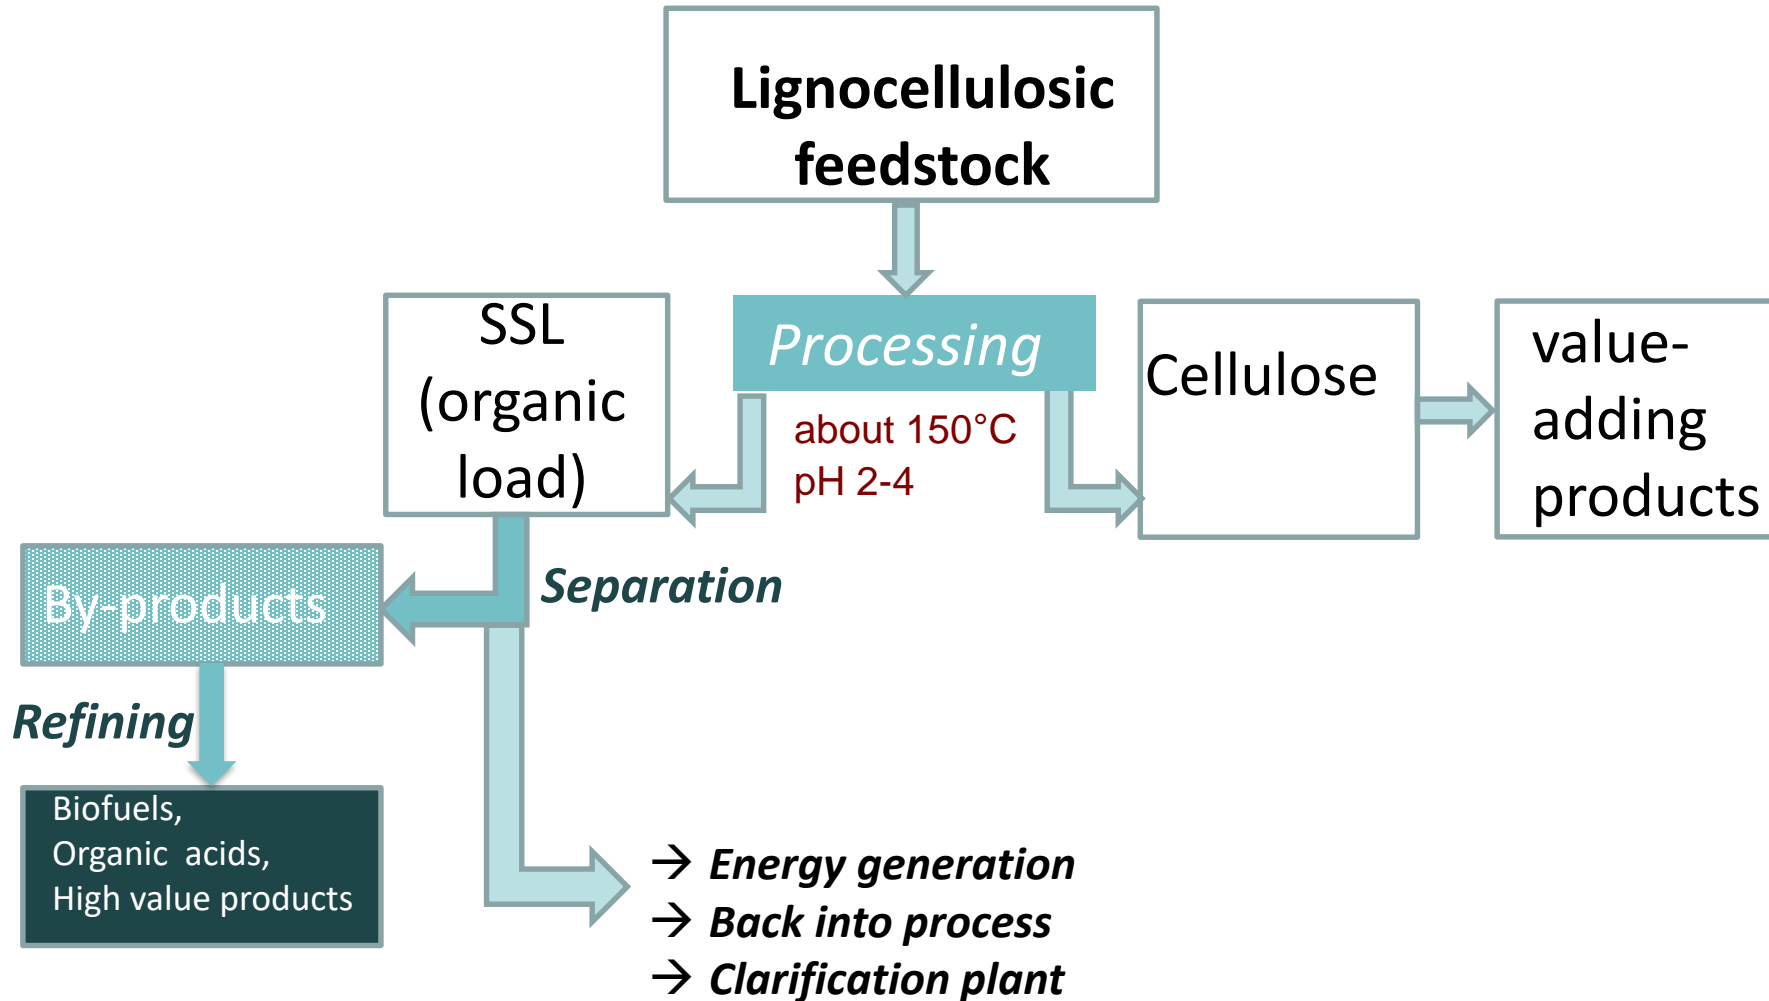 Lignocellulosic
feedstock
SSL
(organic
load)
Processing
about 150°C
pH 2-4
Cellulose
value-
adding
products
By-products
Separation
Refining
Biofuels,
Organic acids,
High value products
→ Energy generation
→ Back into process
→ Clarification plant